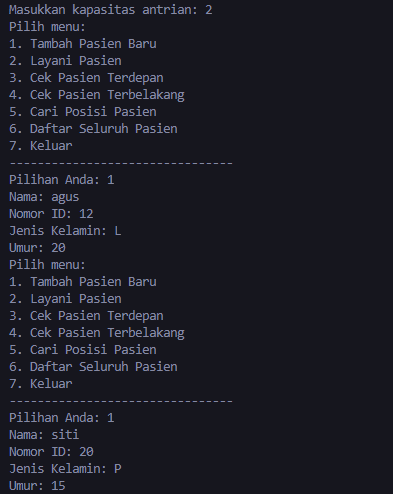 Masukkan kapasitas antrian: 2
Pilih menu:
1. Tambah Pasien Baru
2. Layani Pasien
3. Cek Pasien Terdepan
4. Cek Pasien Terbelakang
5. Cari Posisi Pasien
6. Daftar Seluruh Pasien
7. Keluar
--------------------------------
Pilihan Anda: 1
Nama: agus
Nomor ID: 12
Jenis Kelamin: L
Umur: 20
Pilih menu:
1. Tambah Pasien Baru
2. Layani Pasien
3. Cek Pasien Terdepan
4. Cek Pasien Terbelakang
5. Cari Posisi Pasien
6. Daftar Seluruh Pasien
7. Keluar
--------------------------------
Pilihan Anda: 1
Nama: siti
Nomor ID: 20
Jenis Kelamin: P
Umur: 15